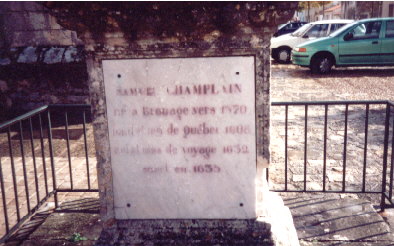 SAMUEL CHAMPLAIN
né a Brouage vers 1570
fondateur de Québec 1608
relations de voyage 1632
mort en 1635